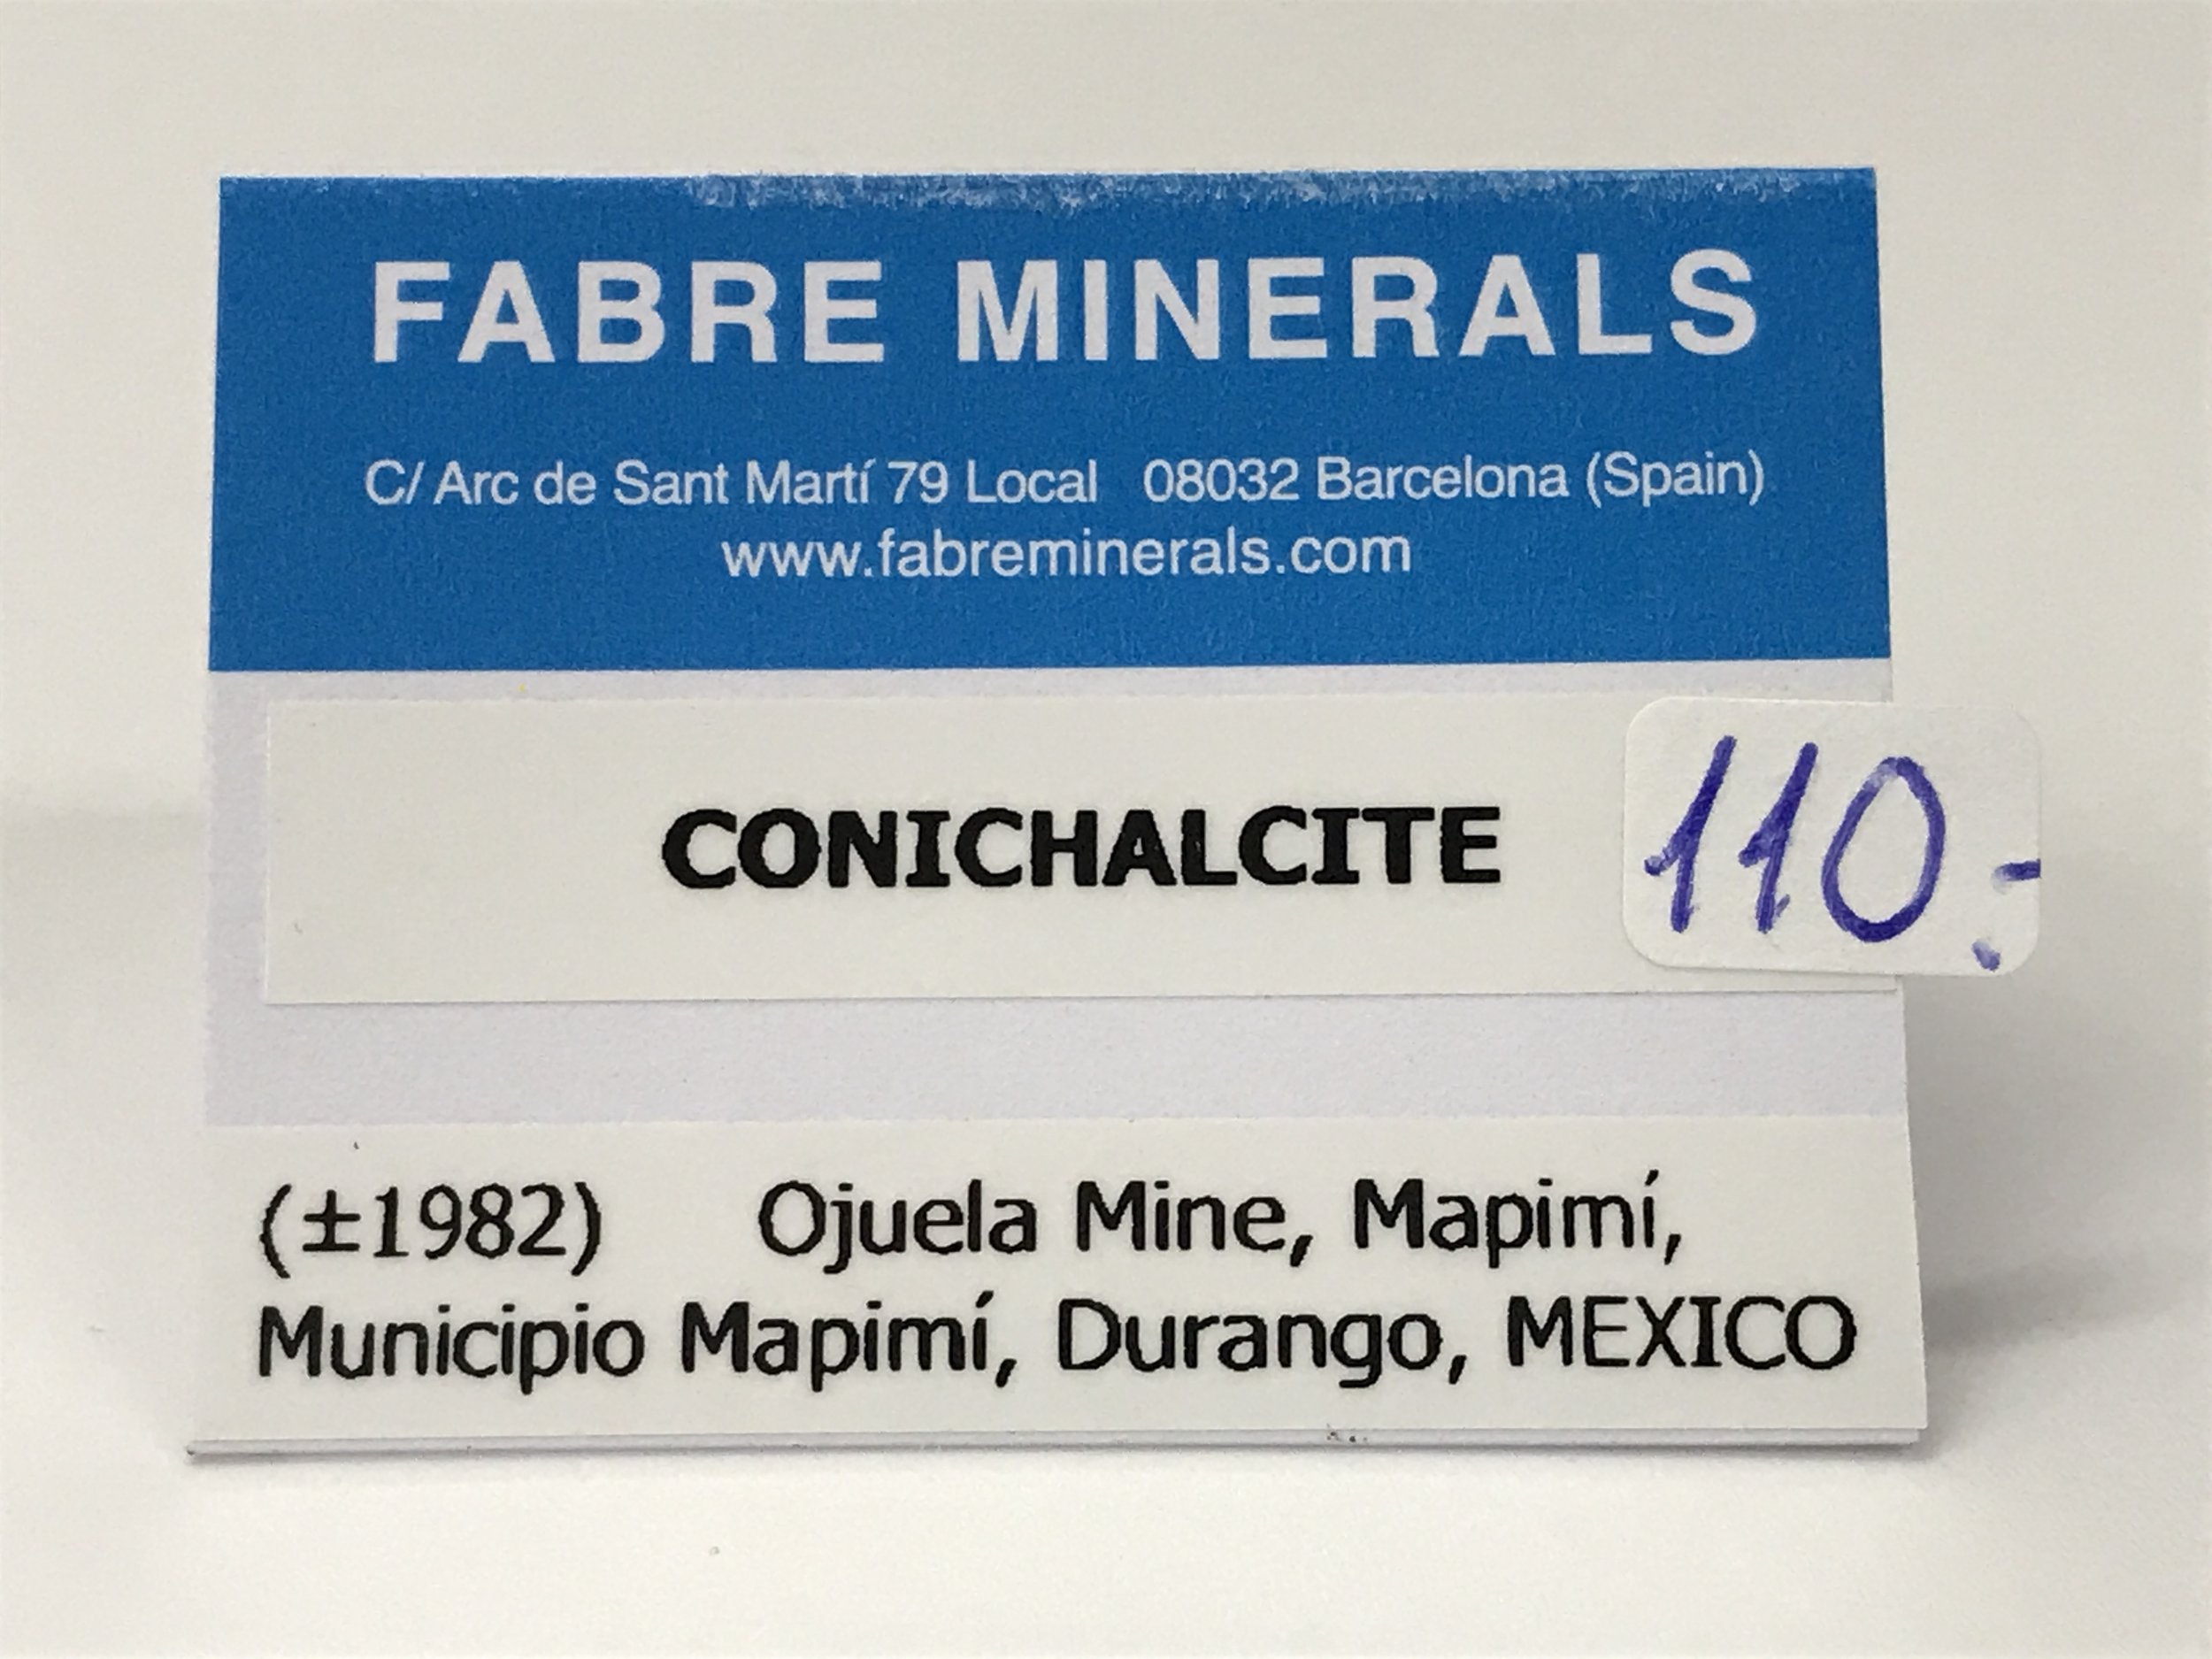 FABRE MINERALS
C/ Arc de Sant Martí 79 Local 08032 Barcelona (Spain)
www.fabreminerals.com
CONICHALCITE
110.-
(±1982) Ojuela Mine, Mapimí,
Municipio Mapimí, Durango, MEXICO